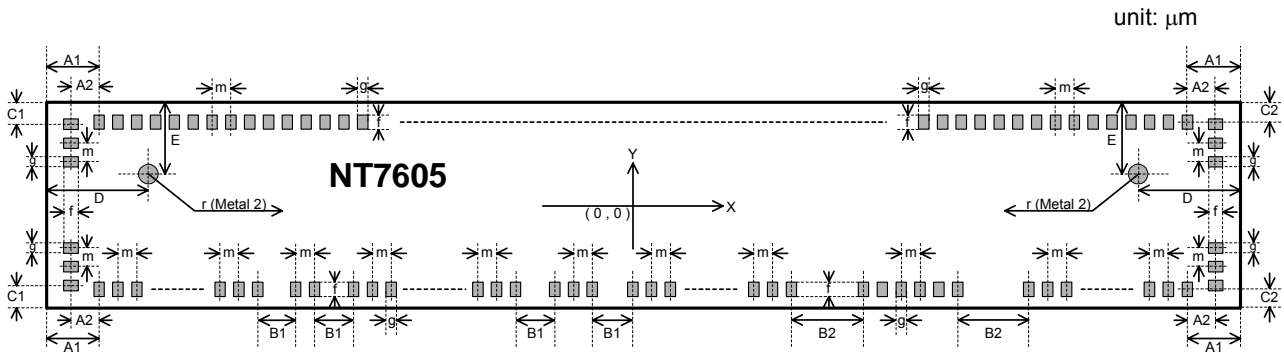 unit: μm
A1 A1
A2 m g g m A2
C1 f f C2
E E
m m
g NT7605 Y g
D r (Metal 2) (0,0) X r (Metal 2) D
f f
g m m m m m m m m m m m g
m m
C1 f f C2
A2 B1 B1 g B1 B1 B2 g B2 A2
A1 A1